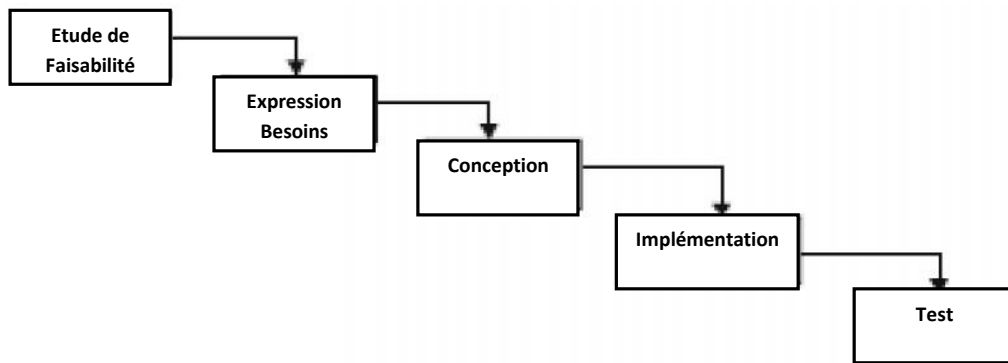 Etude de
Faisabilité
Expression
Besoins
Conception
Implémentation
Test